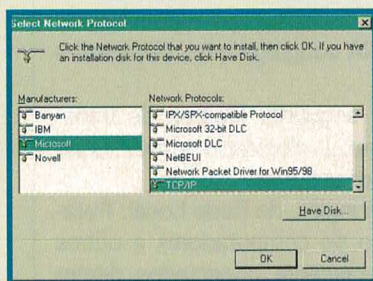 Select Network Protocol
Click the Network Protocol that you want to install, then click OK. If you have
an installation disk for this device, click Have Disk.
Manufacturers:
Banyan
IBM
Microsoft
Novell
Network Protocols:
IPX/SPX-compatible Protocol
Microsoft 32-bit DLC
Microsoft DLC
NetBEUI
Network Packet Driver for Win95/98
TCP/IP
Have Disk...
OK
Cancel